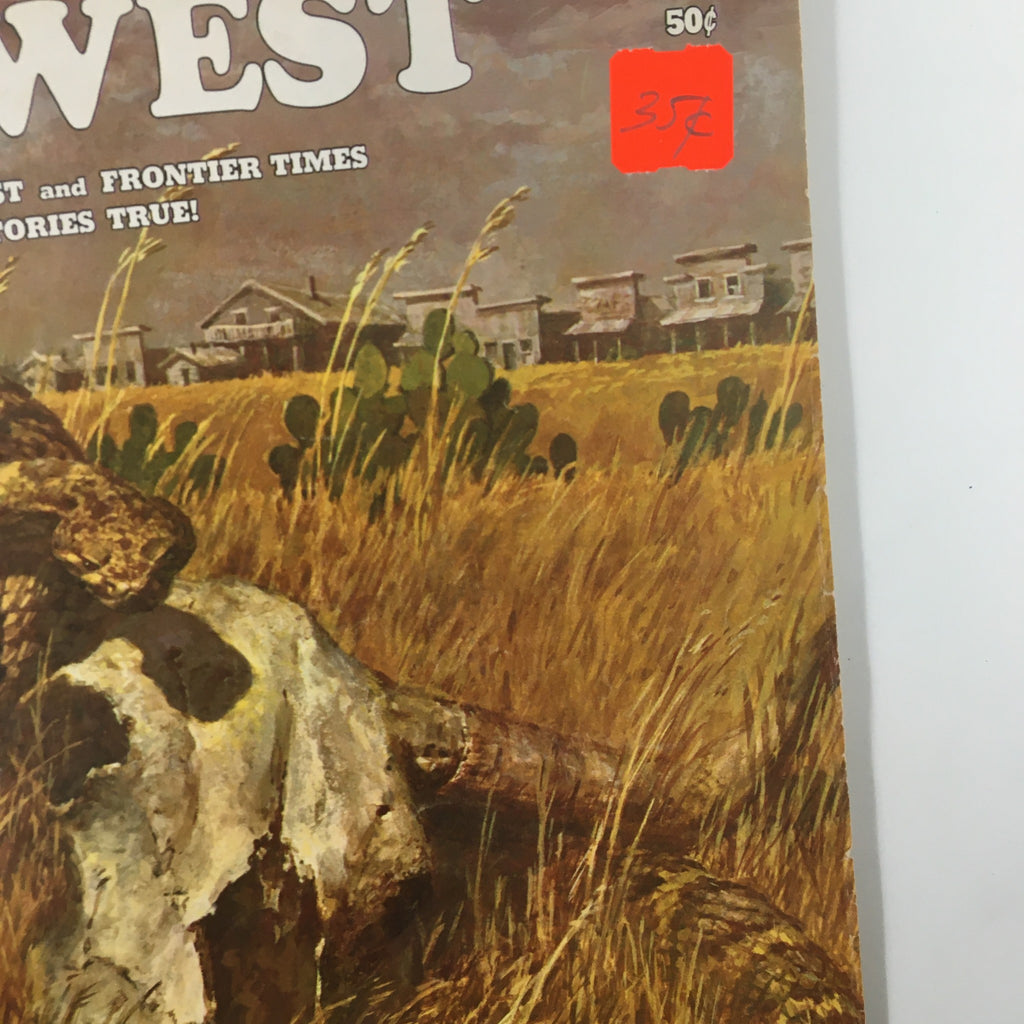 50¢
WEST
35¢
ST and FRONTIER TIMES
TORIES TRUE!